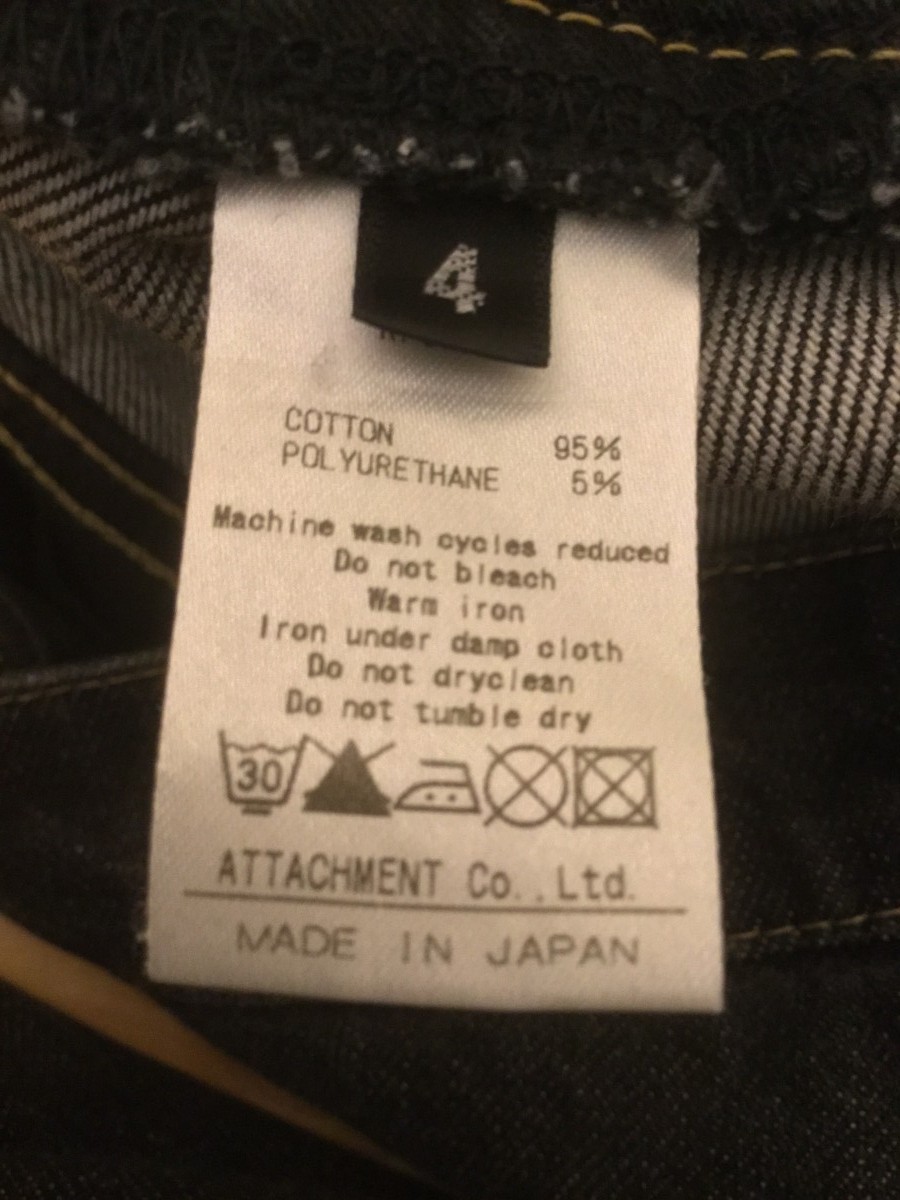 4
COTTON 95%
POLYURETHANE 5%
Machine wash cycles reduced
Do not bleach
Warm iron
Iron under damp cloth
Do not dryclean
Do not tumble dry
30
ATTACHMENT Co.,Ltd.
MADE IN JAPAN